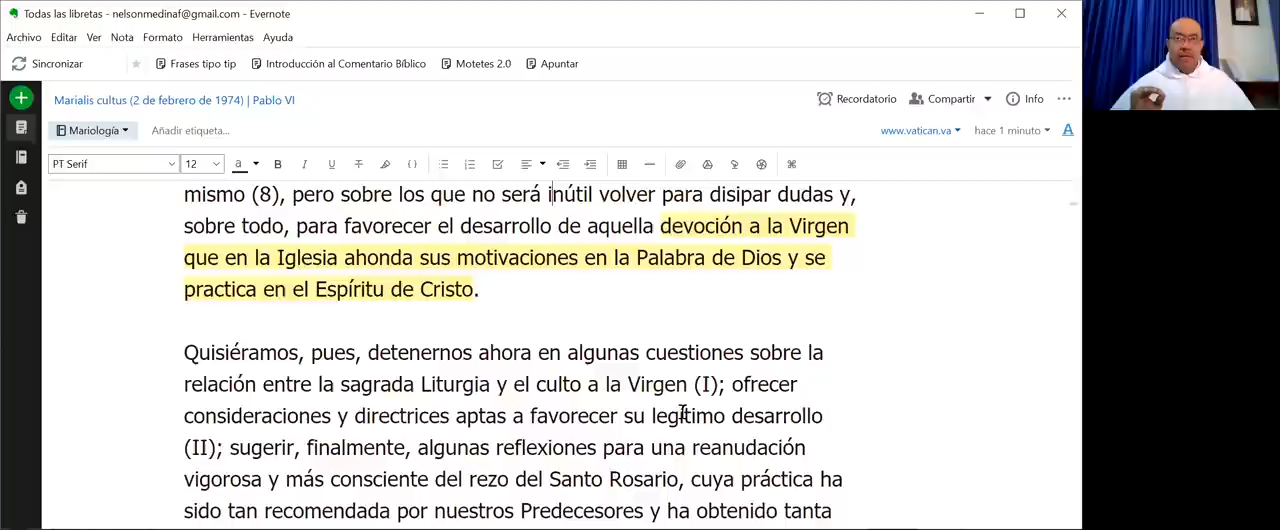 Todas las libretas - nelsonmedinaf@gmail.com - Evernote
Archivo Editar Ver Nota Formato Herramientas Ayuda
Sincronizar Frases tipo tip Introducción al Comentario Bíblico Motetes 2.0 Apuntar
Marialis cultus (2 de febrero de 1974) | Pablo VI Recordatorio Compartir Info
Mariología Añadir etiqueta... www.vatican.va hace 1 minuto
PT Serif 12
mismo (8), pero sobre los que no será inútil volver para disipar dudas y,
sobre todo, para favorecer el desarrollo de aquella devoción a la Virgen
que en la Iglesia ahonda sus motivaciones en la Palabra de Dios y se
practica en el Espíritu de Cristo.
Quisiéramos, pues, detenernos ahora en algunas cuestiones sobre la
relación entre la sagrada Liturgia y el culto a la Virgen (I); ofrecer
consideraciones y directrices aptas a favorecer su legítimo desarrollo
(II); sugerir, finalmente, algunas reflexiones para una reanudación
vigorosa y más consciente del rezo del Santo Rosario, cuya práctica ha
sido tan recomendada por nuestros Predecesores y ha obtenido tanta